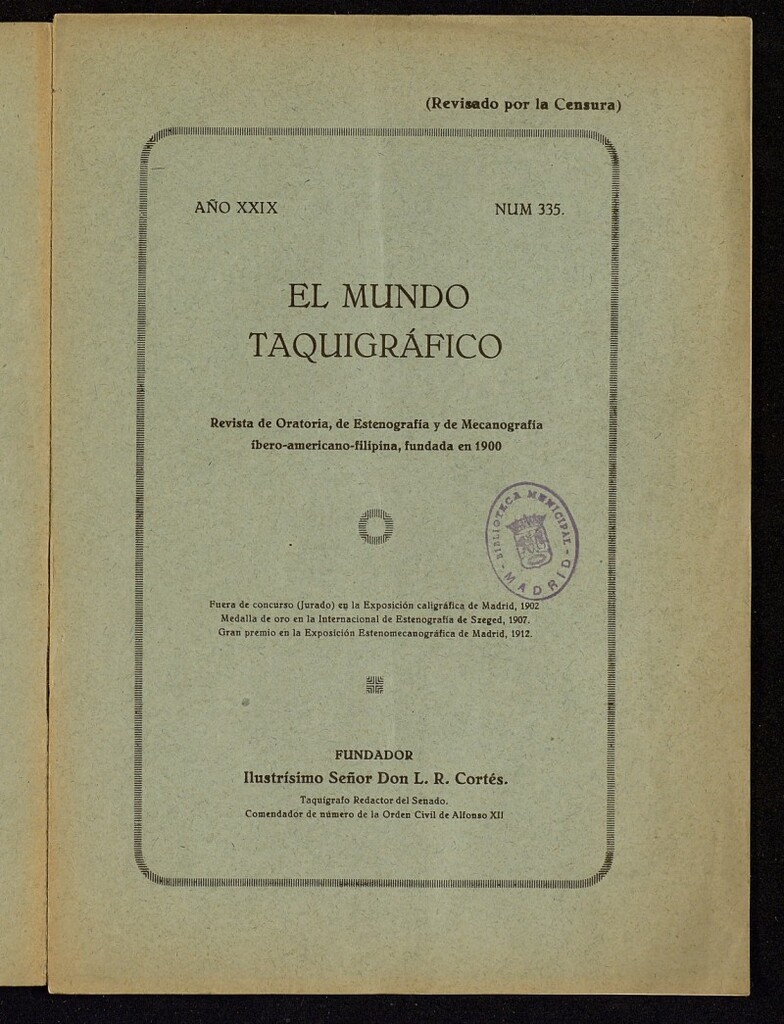 (Revisado por la Censura)
AÑO XXIX
NUM 335.
EL MUNDO
TAQUIGRÁFICO
Revista de Oratoria, de Estenografía y de Mecanografía
íbero-americano-filipina, fundada en 1900
BIBLIOTECA MUNICIPAL
- MADRID -
Fuera de concurso (Jurado) en la Exposición caligráfica de Madrid, 1902
Medalla de oro en la Internacional de Estenografía de Szeged, 1907.
Gran premio en la Exposición Estenomecanográfica de Madrid, 1912.
FUNDADOR
Ilustrísimo Señor Don L. R. Cortés.
Taquígrafo Redactor del Senado.
Comendador de número de la Orden Civil de Alfonso XII